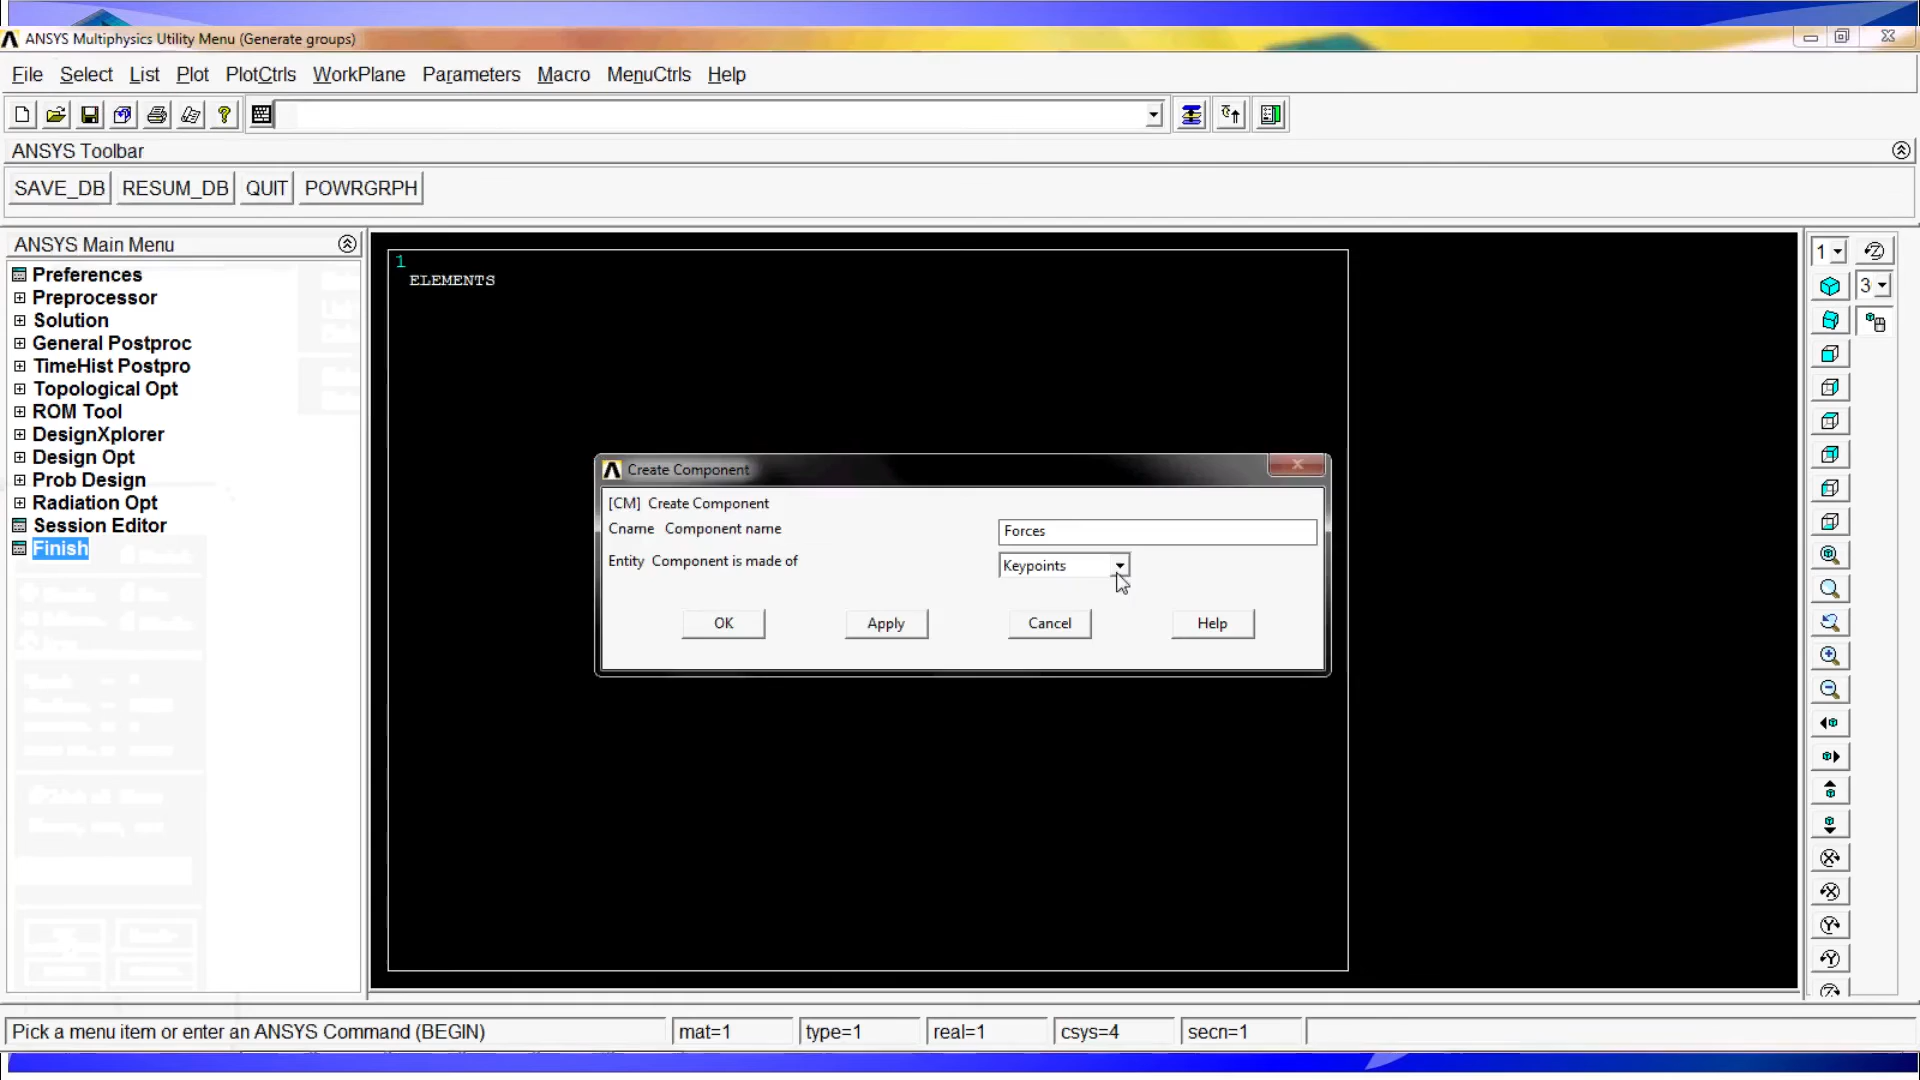 ANSYS Multiphysics Utility Menu (Generate groups)
File Select List Plot PlotCtrls WorkPlane Parameters Macro MenuCtrls Help
ANSYS Toolbar
SAVE_DB RESUM_DB QUIT POWRGRPH
ANSYS Main Menu
Preferences
Preprocessor
Solution
General Postproc
TimeHist Postpro
Topological Opt
ROM Tool
DesignXplorer
Design Opt
Prob Design
Radiation Opt
Session Editor
Finish
1
ELEMENTS
Create Component
[CM] Create Component
Cname Component name Forces
Entity Component is made of Keypoints
OK Apply Cancel Help
1
3
Pick a menu item or enter an ANSYS Command (BEGIN) mat=1 type=1 real=1 csys=4 secn=1